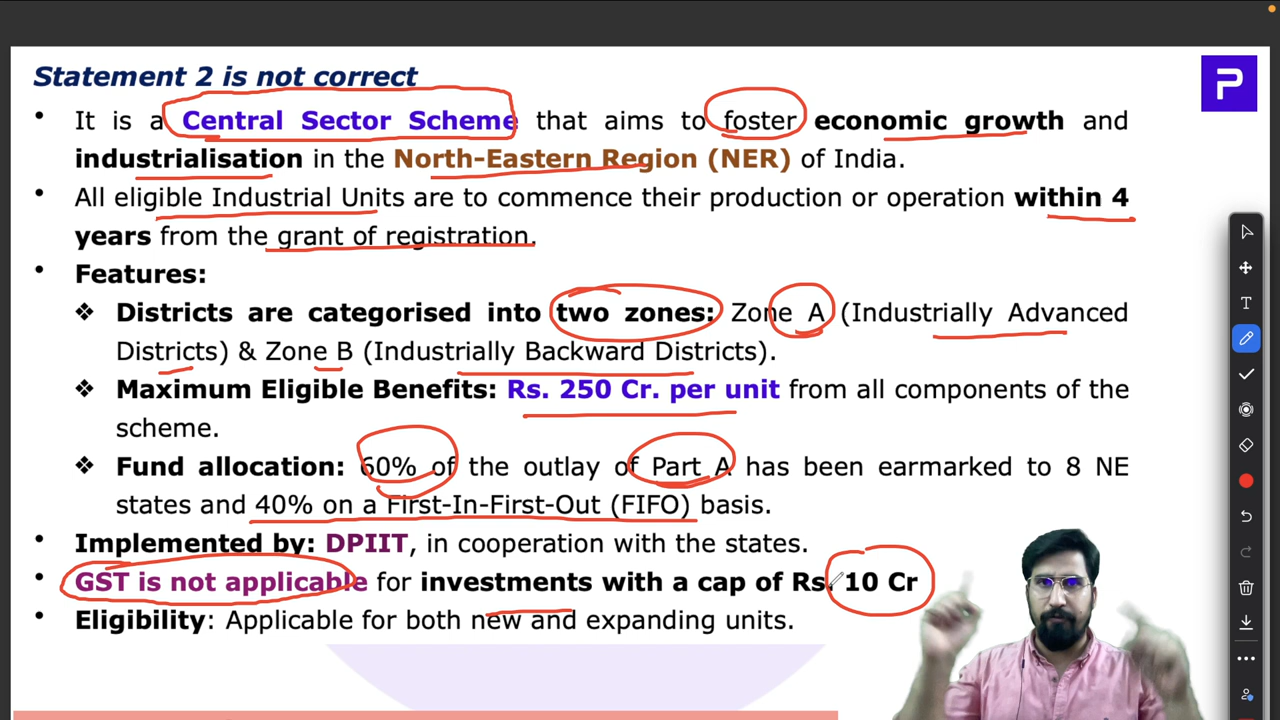 Statement 2 is not correct
P
• It is a Central Sector Scheme that aims to foster economic growth and
industrialisation in the North-Eastern Region (NER) of India.
• All eligible Industrial Units are to commence their production or operation within 4
years from the grant of registration.
• Features:
❖ Districts are categorised into two zones: Zone A (Industrially Advanced
Districts) & Zone B (Industrially Backward Districts).
❖ Maximum Eligible Benefits: Rs. 250 Cr. per unit from all components of the
scheme.
❖ Fund allocation: 60% of the outlay of Part A has been earmarked to 8 NE
states and 40% on a First-In-First-Out (FIFO) basis.
• Implemented by: DPIIT, in cooperation with the states.
• GST is not applicable for investments with a cap of Rs. 10 Cr
• Eligibility: Applicable for both new and expanding units.